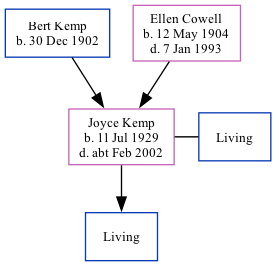 Bert Kemp
b. 30 Dec 1902
Ellen Cowell
b. 12 May 1904
d. 7 Jan 1993
Joyce Kemp
b. 11 Jul 1929
d. abt Feb 2002
Living
Living